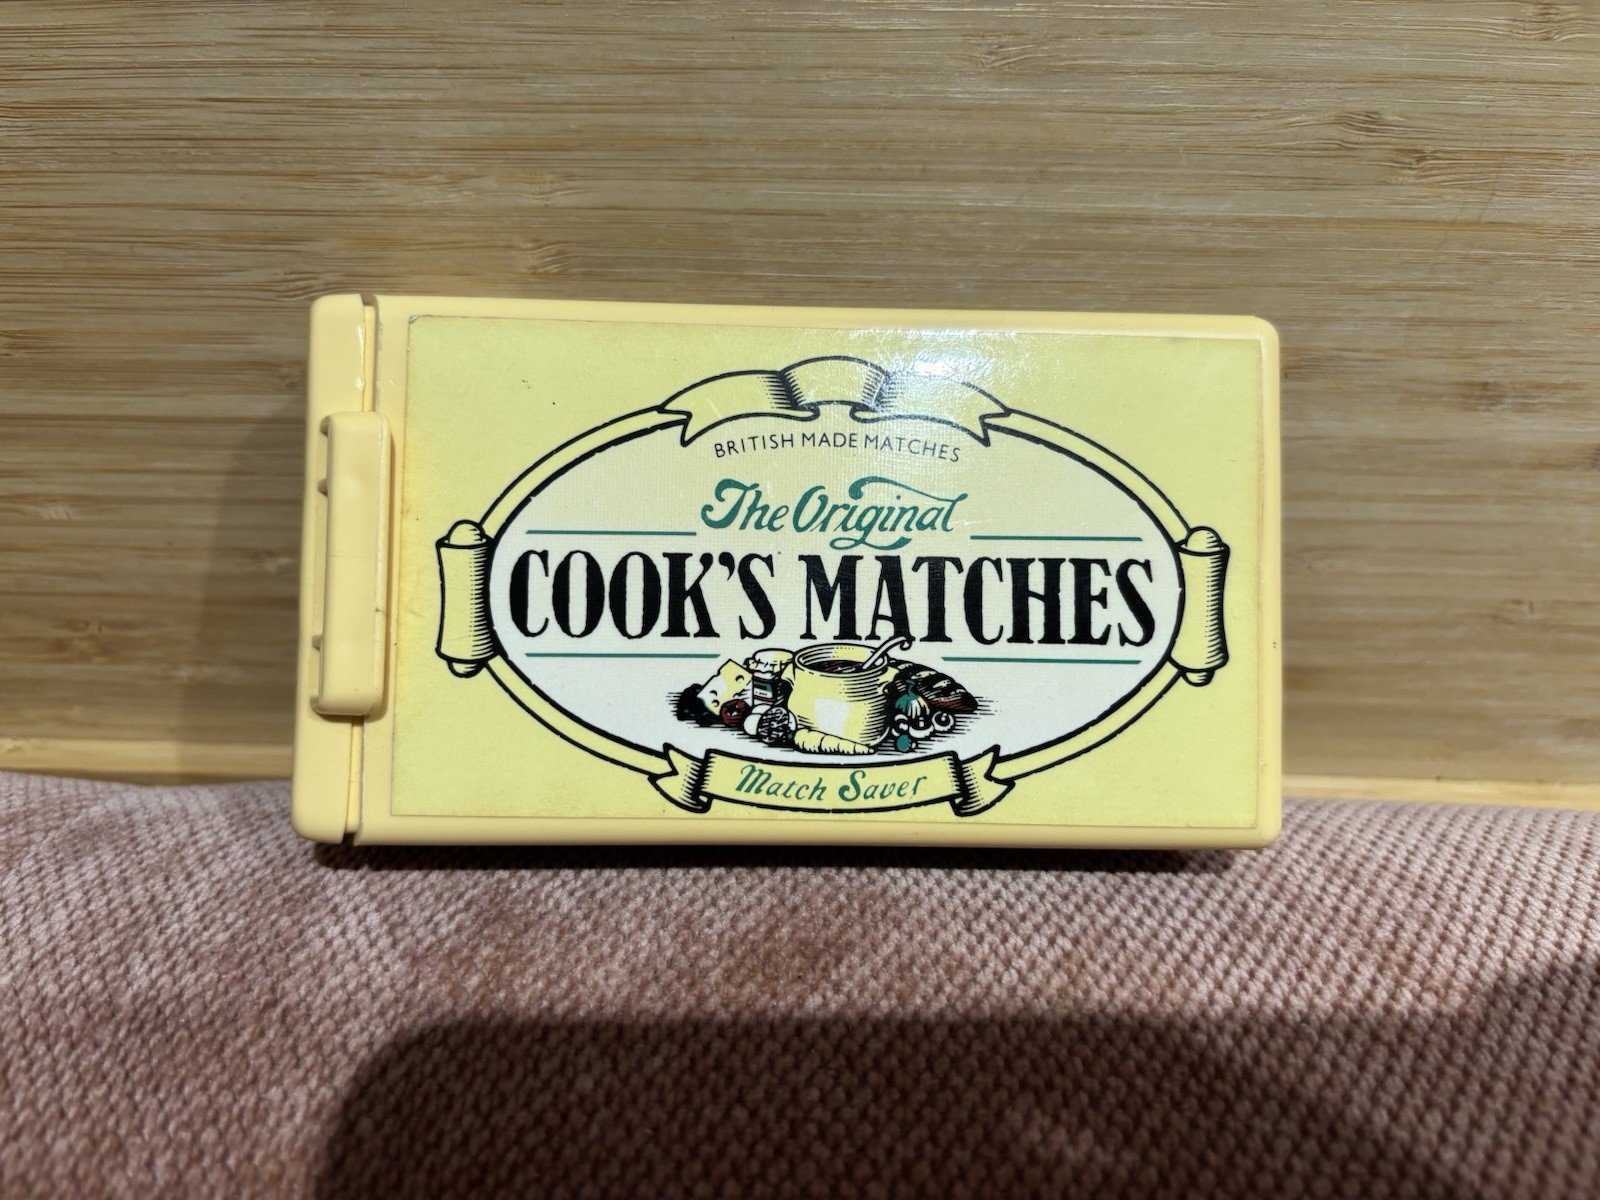 BRITISH MADE MATCHES
The Original
COOK'S MATCHES
Match Saver